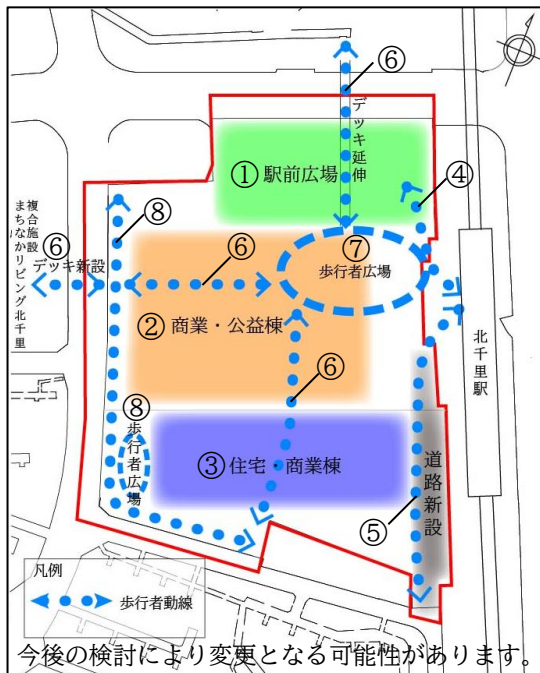 ⑥
デッキ延伸
①駅前広場
④
⑧
⑦
歩行者広場
複合施設
まちなかリビング北千里
⑥
デッキ新設
⑥
②商業・公益棟
北千里駅
⑥
⑧
歩行者広場
③住宅・商業棟
道路新設
⑤
凡例
歩行者動線
今後の検討により変更となる可能性があります。